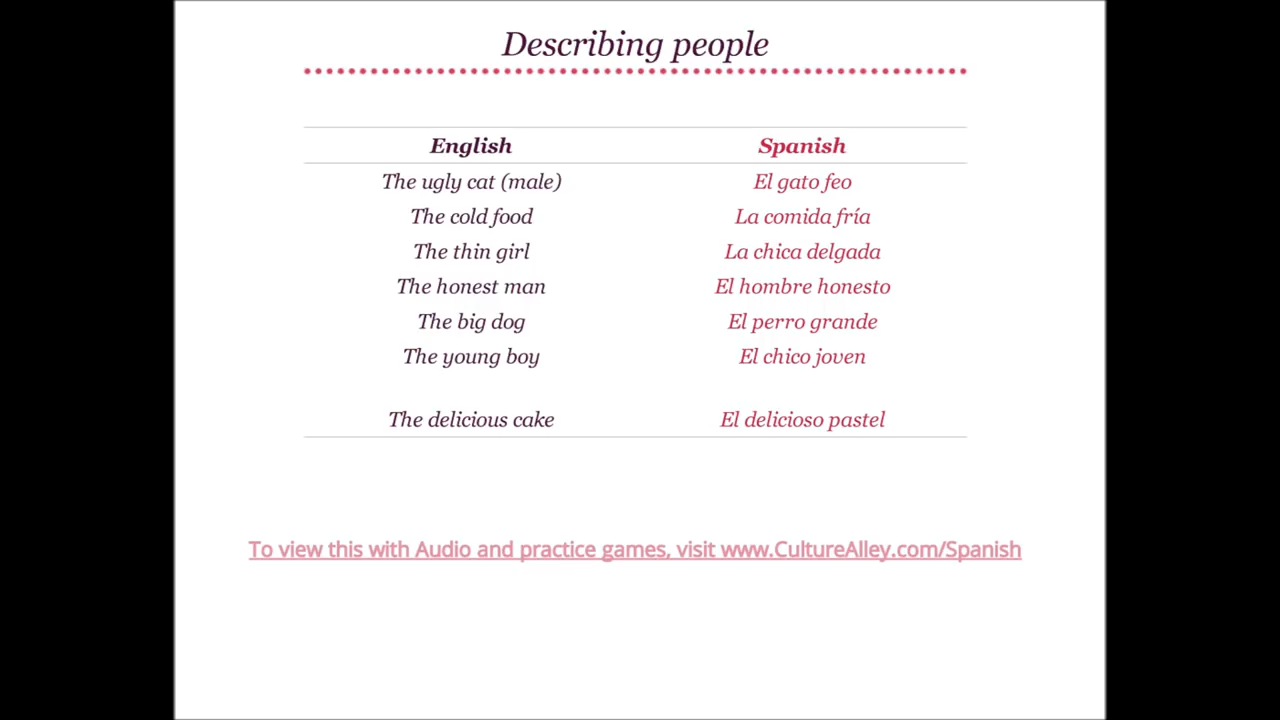 Describing people
English Spanish
The ugly cat (male) El gato feo
The cold food La comida fría
The thin girl La chica delgada
The honest man El hombre honesto
The big dog El perro grande
The young boy El chico joven
The delicious cake El delicioso pastel
To view this with Audio and practice games, visit www.CultureAlley.com/Spanish